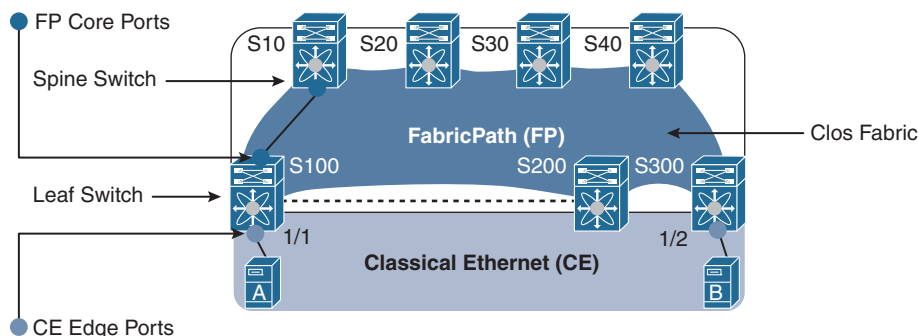 FP Core Ports
S10 S20 S30 S40
Spine Switch
FabricPath (FP)
Clos Fabric
S100 S200 S300
Leaf Switch
1/1 1/2
Classical Ethernet (CE)
A B
CE Edge Ports